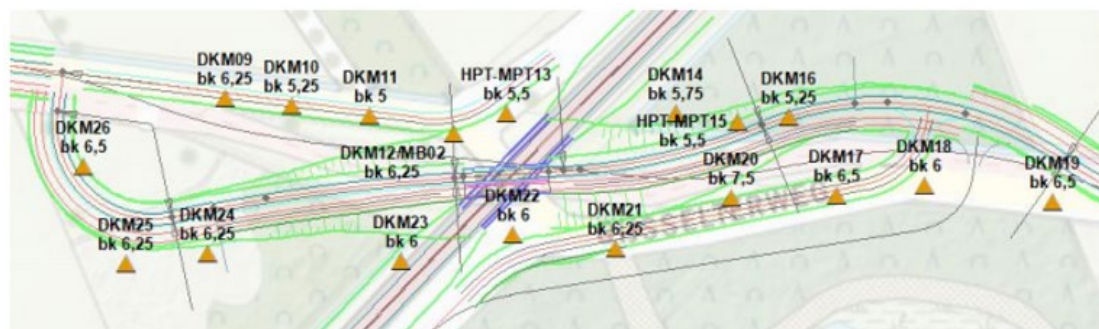 DKM09
bk 6,25
DKM10
bk 5,25
DKM11
bk 5
HPT-MPT13
bk 5,5
DKM14
bk 5,75
DKM16
bk 5,25
HPT-MPT15
bk 5,5
DKM26
bk 6,5
DKM12/MB02
bk 6,25
DKM20
bk 7,5
DKM17
bk 6,5
DKM18
bk 6
DKM19
bk 6,5
DKM25
bk 6,25
DKM24
bk 6,25
DKM23
bk 6
DKM22
bk 6
DKM21
bk 6,25